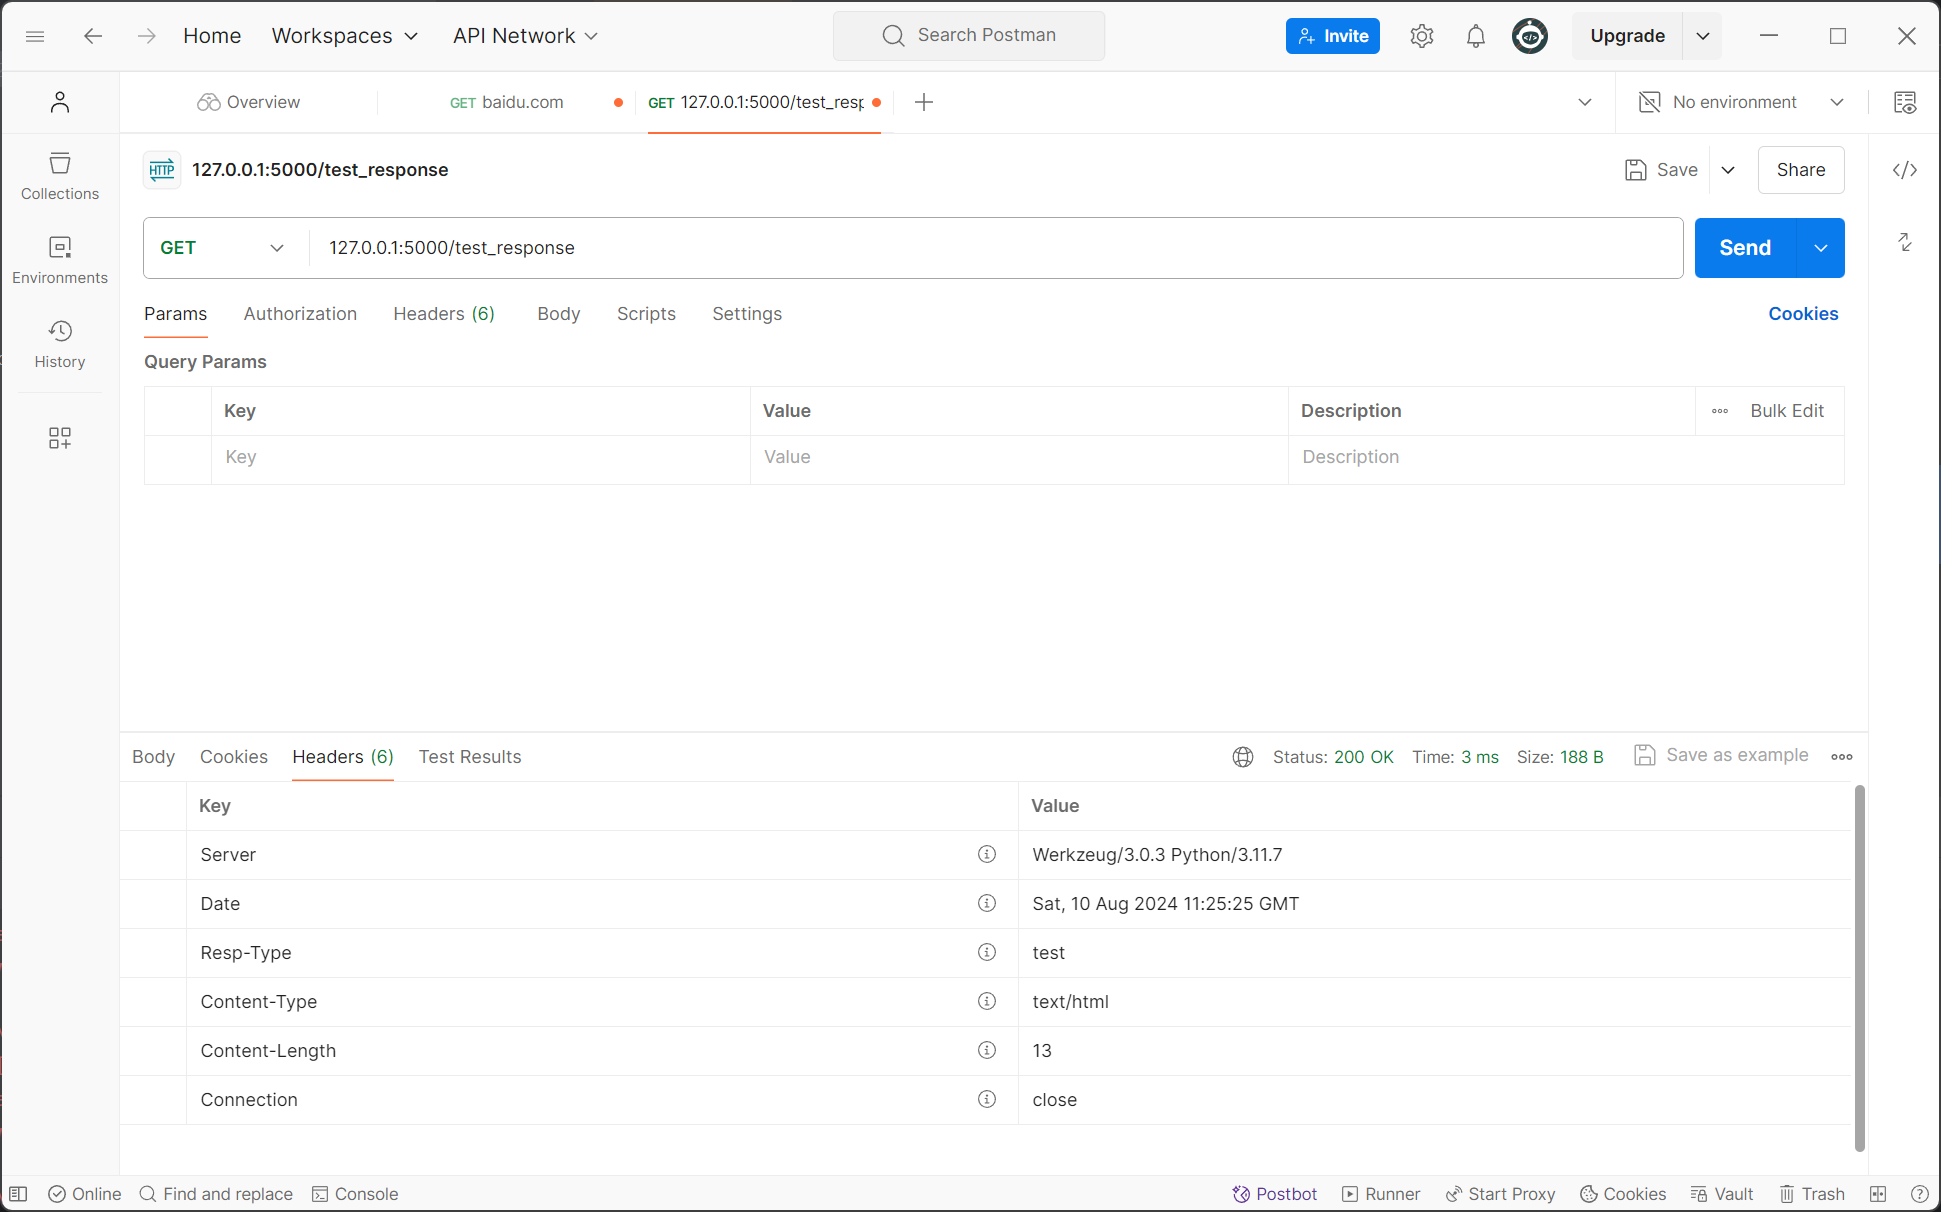 Home Workspaces API Network Search Postman Invite Upgrade
Overview GET baidu.com GET 127.0.0.1:5000/test_resp No environment
HTTP 127.0.0.1:5000/test_response Save Share
Collections
GET 127.0.0.1:5000/test_response Send
Environments
Params Authorization Headers (6) Body Scripts Settings Cookies
History
Query Params
Key Value Description Bulk Edit
Key Value Description
Body Cookies Headers (6) Test Results Status: 200 OK Time: 3 ms Size: 188 B Save as example
Key Value
Server Werkzeug/3.0.3 Python/3.11.7
Date Sat, 10 Aug 2024 11:25:25 GMT
Resp-Type test
Content-Type text/html
Content-Length 13
Connection close
Online Find and replace Console Postbot Runner Start Proxy Cookies Vault Trash